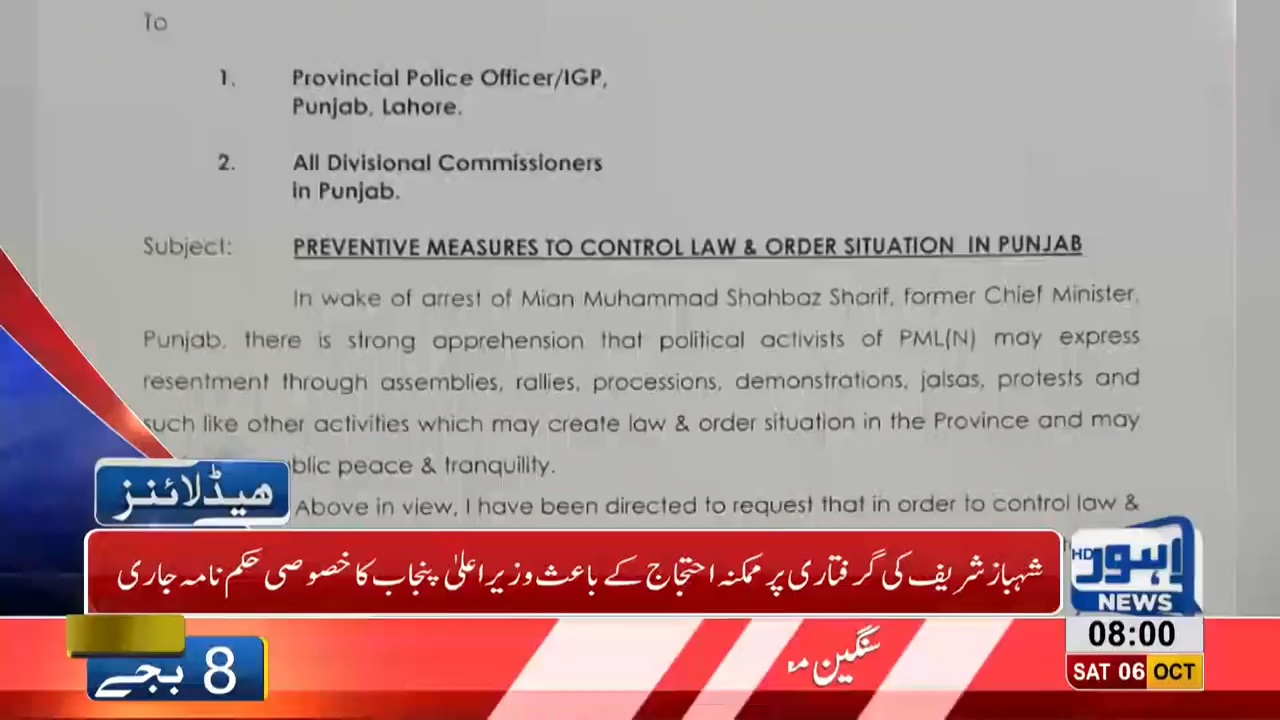 To
1. Provincial Police Officer/IGP,
Punjab, Lahore.
2. All Divisional Commissioners
in Punjab.
Subject: PREVENTIVE MEASURES TO CONTROL LAW & ORDER SITUATION IN PUNJAB
In wake of arrest of Mian Muhammad Shahbaz Sharif, former Chief Minister,
Punjab, there is strong apprehension that political activists of PML(N) may express
resentment through assemblies, rallies, processions, demonstrations, jalsas, protests and
such like other activities which may create law & order situation in the Province and may
peace & tranquility.
Above in view, I have been directed to request that in order to control law &
ہیڈلائنز
شہباز شریف کی گرفتاری پر ممکنہ احتجاج کے باعث وزیراعلیٰ پنجاب کا خصوصی حکم نامہ جاری
لاہور HD
NEWS
08:00
SAT 06 OCT
8 بجے
سنگین